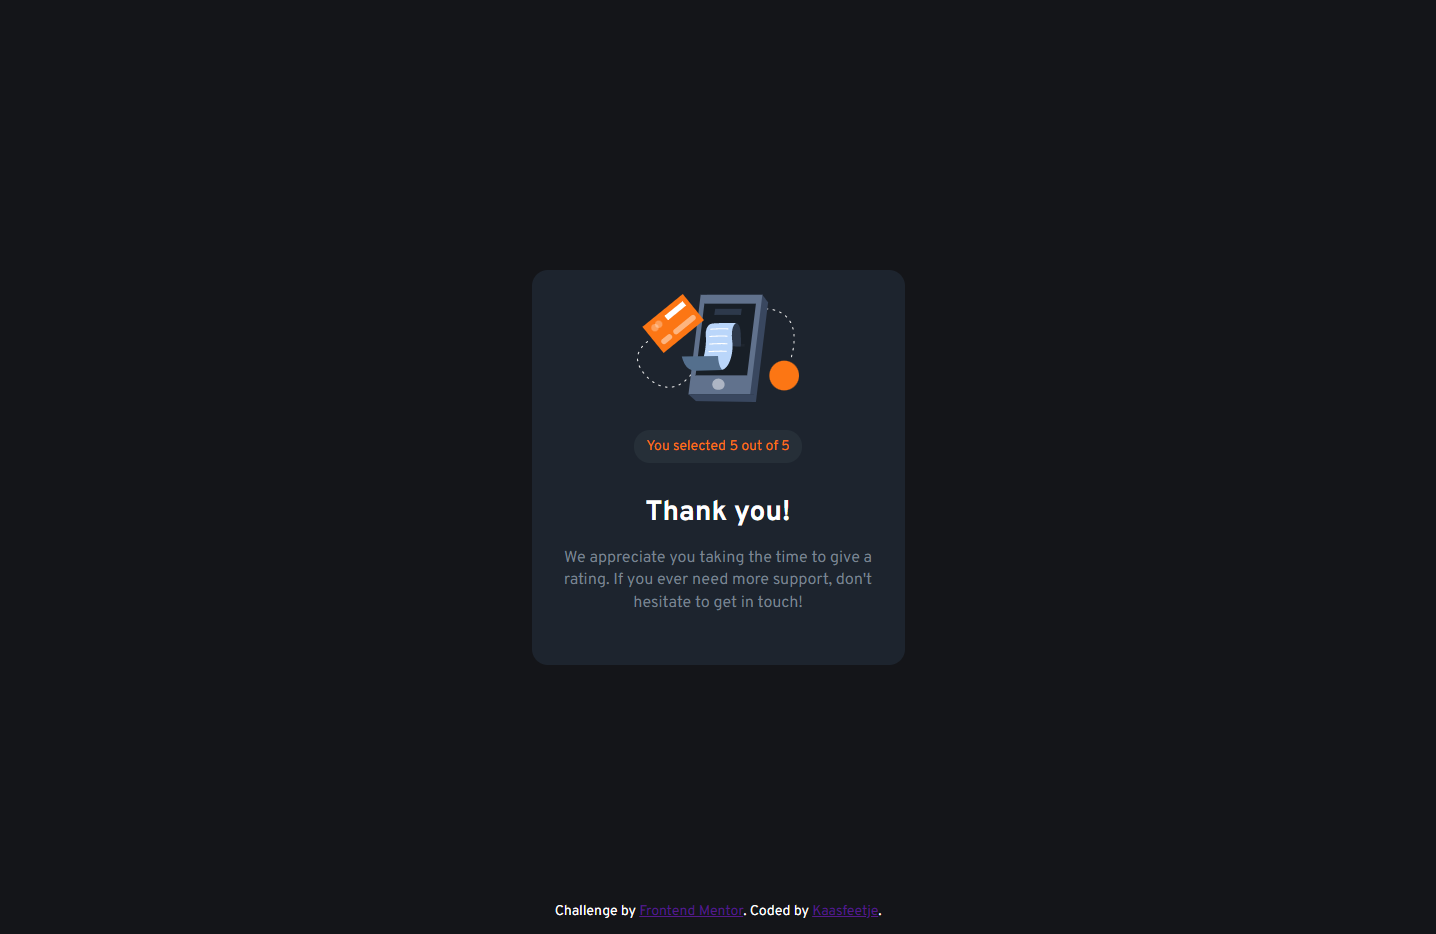 You selected 5 out of 5
Thank you!
We appreciate you taking the time to give a
rating. If you ever need more support, don't
hesitate to get in touch!
Challenge by Frontend Mentor. Coded by Kaasfeetje.